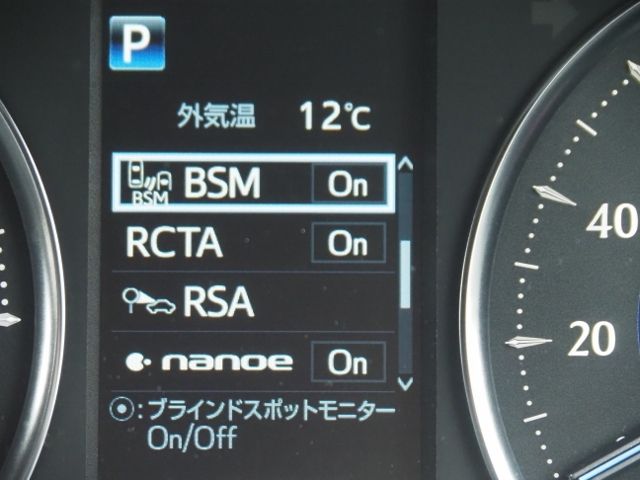 P
外気温 12℃
BSM BSM On
RCTA On
RSA
nanoe On
⦿:ブラインドスポットモニター
On/Off
40
20